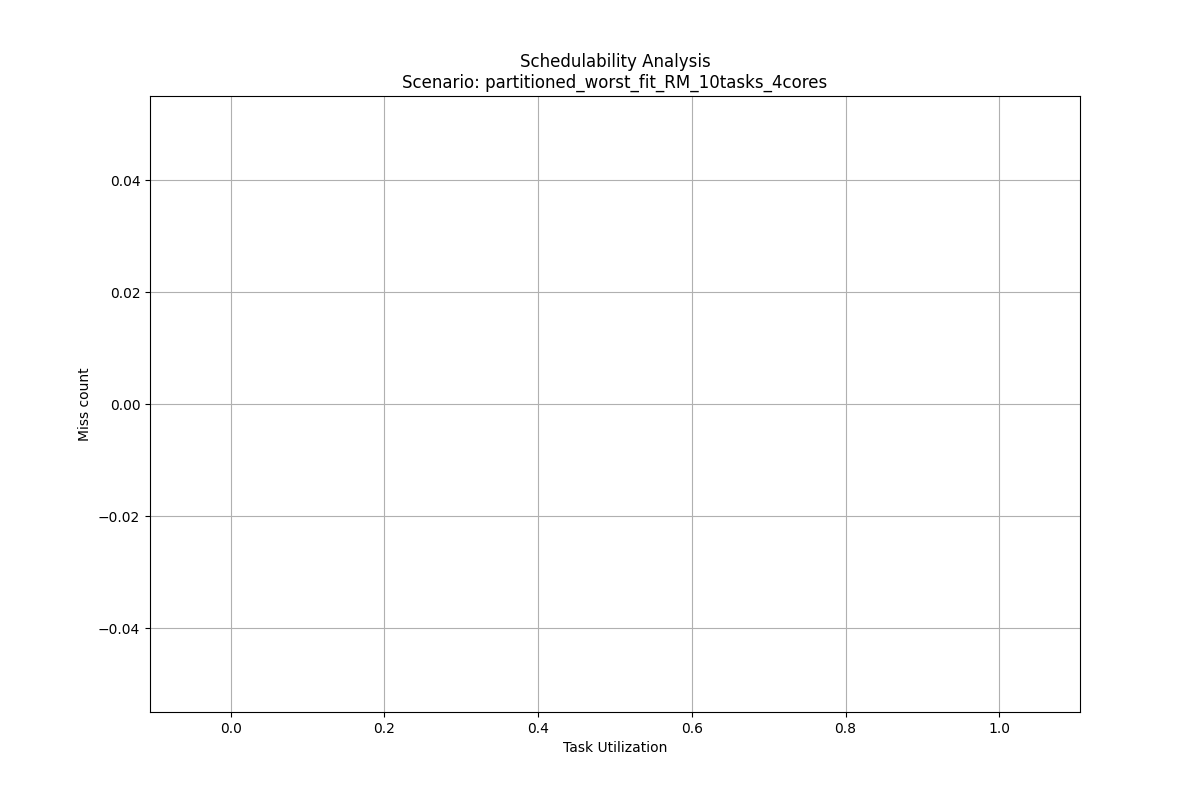 Schedulability Analysis
Scenario: partitioned_worst_fit_RM_10tasks_4cores
0.04
0.02
0.00
−0.02
−0.04
Miss count
0.0 0.2 0.4 0.6 0.8 1.0
Task Utilization